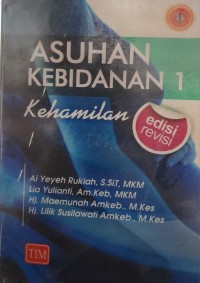 ASUHAN
KEBIDANAN 1
Kehamilan
edisi
revisi
Ai Yeyeh Rukiah, S.SiT, MKM
Lia Yulianti, Am.Keb, MKM
Hj. Maemunah Amkeb., M.Kes
Hj. Lilik Susilawati Amkeb., M.Kes
TIM